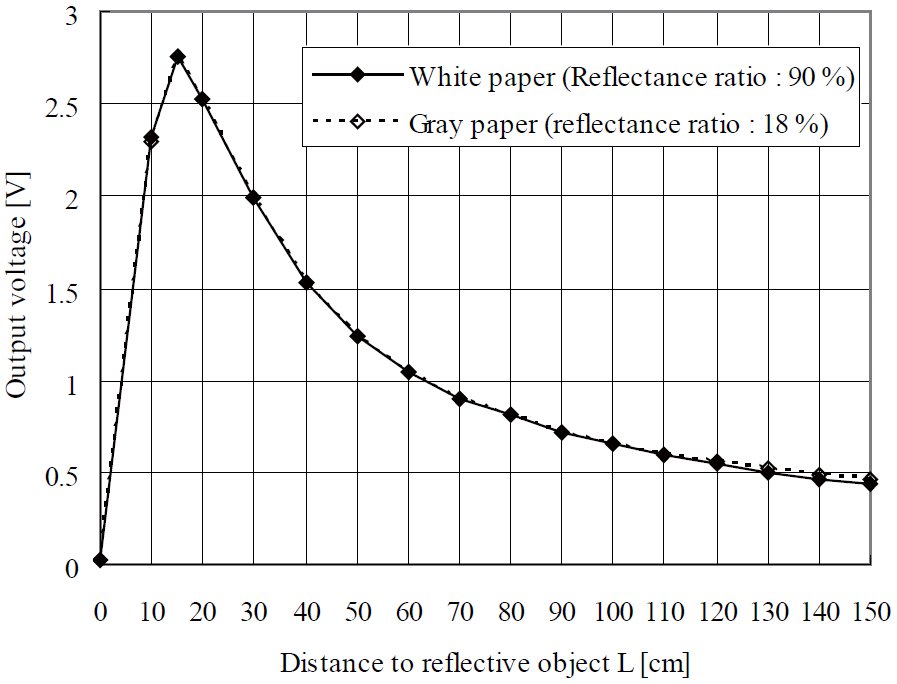 3
2.5
2
1.5
1
0.5
0
Output voltage [V]
White paper (Reflectance ratio : 90 %)
Gray paper (reflectance ratio : 18 %)
0 10 20 30 40 50 60 70 80 90 100 110 120 130 140 150
Distance to reflective object L [cm]